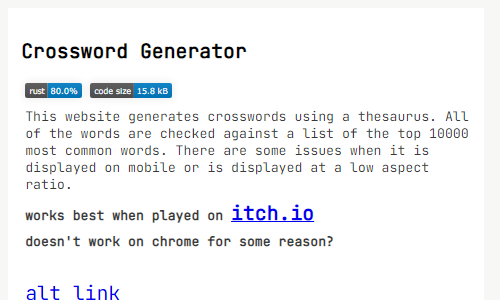 Crossword Generator
rust 80.0% code size 15.8 kB
This website generates crosswords using a thesaurus. All
of the words are checked against a list of the top 10000
most common words. There are some issues when it is
displayed on mobile or is displayed at a low aspect
ratio.
works best when played on itch.io
doesn't work on chrome for some reason?
alt link